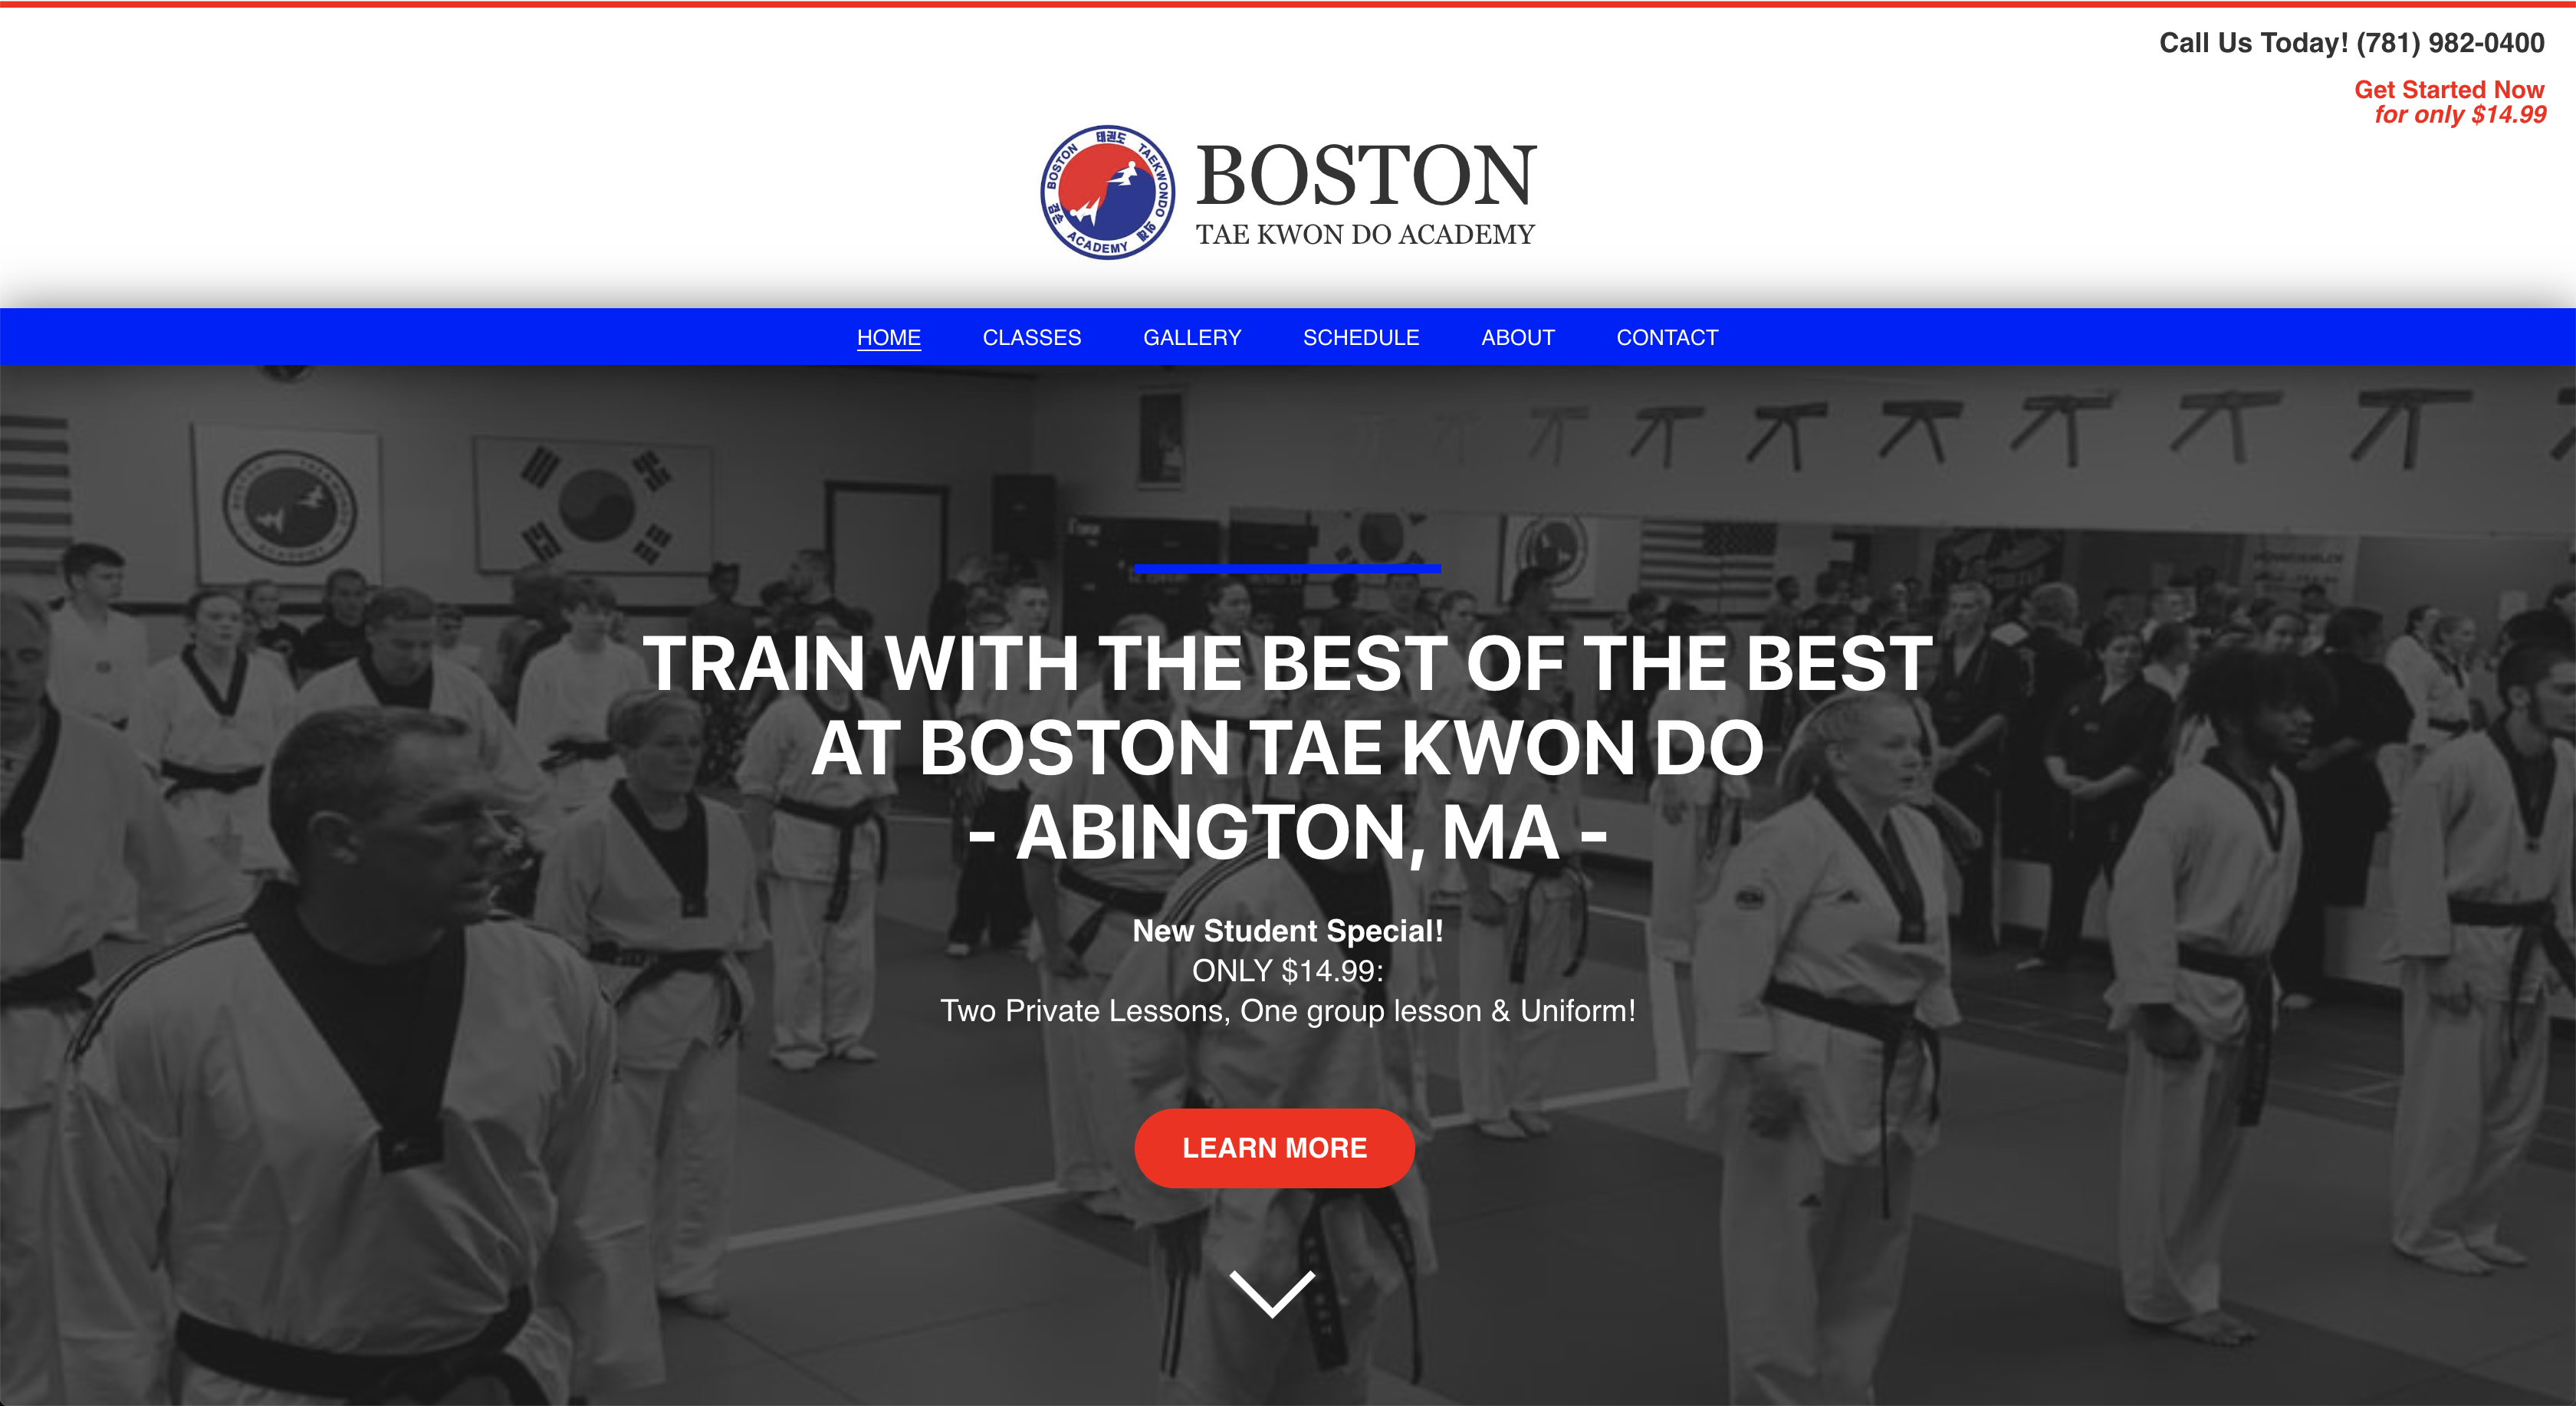 Call Us Today! (781) 982-0400
Get Started Now
for only $14.99
태권도
BOSTON TAEKWONDO
ACADEMY
겸손
BOSTON
TAE KWON DO ACADEMY
HOME CLASSES GALLERY SCHEDULE ABOUT CONTACT
TRAIN WITH THE BEST OF THE BEST
AT BOSTON TAE KWON DO
- ABINGTON, MA -
New Student Special!
ONLY $14.99:
Two Private Lessons, One group lesson & Uniform!
LEARN MORE